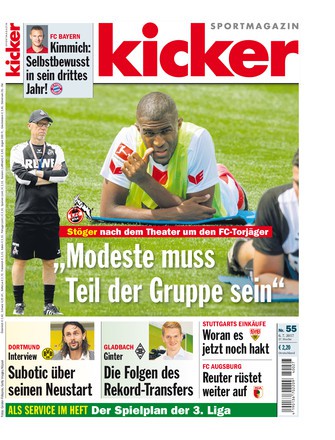 SPORTMAGAZIN
kicker
kicker
FC BAYERN
Kimmich:
Selbstbewusst
in sein drittes
Jahr!
REWE
Stöger nach dem Theater um den FC-Torjäger
„Modeste muss
Teil der Gruppe sein“
DORTMUND
Interview
Subotic über
seinen Neustart
GLADBACH
Ginter
Die Folgen des
Rekord-Transfers
STUTTGARTS EINKÄUFE
Woran es
jetzt noch hakt
FC AUGSBURG
Reuter rüstet
weiter auf
Nr. 55
€ 2,20
ALS SERVICE IM HEFT Der Spielplan der 3. Liga